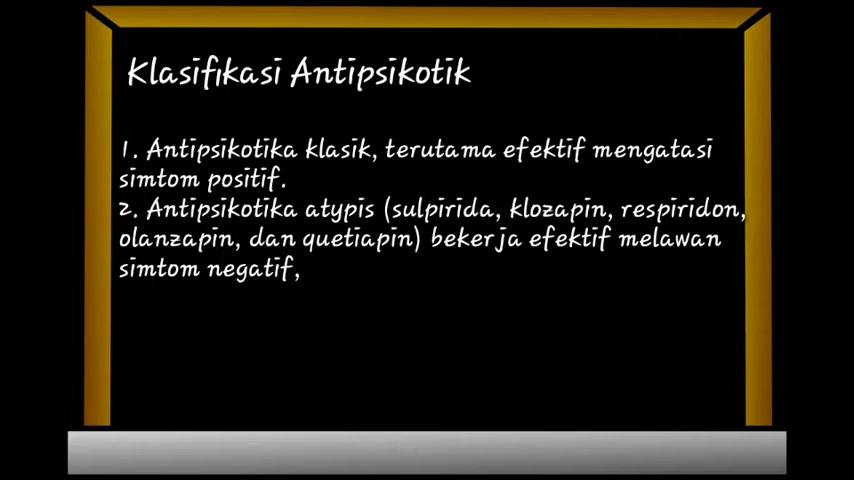 Klasifikasi Antipsikotik
1. Antipsikotika klasik, terutama efektif mengatasi
simtom positif.
2. Antipsikotika atypis (sulpirida, klozapin, respiridon,
olanzapin, dan quetiapin) bekerja efektif melawan
simtom negatif,